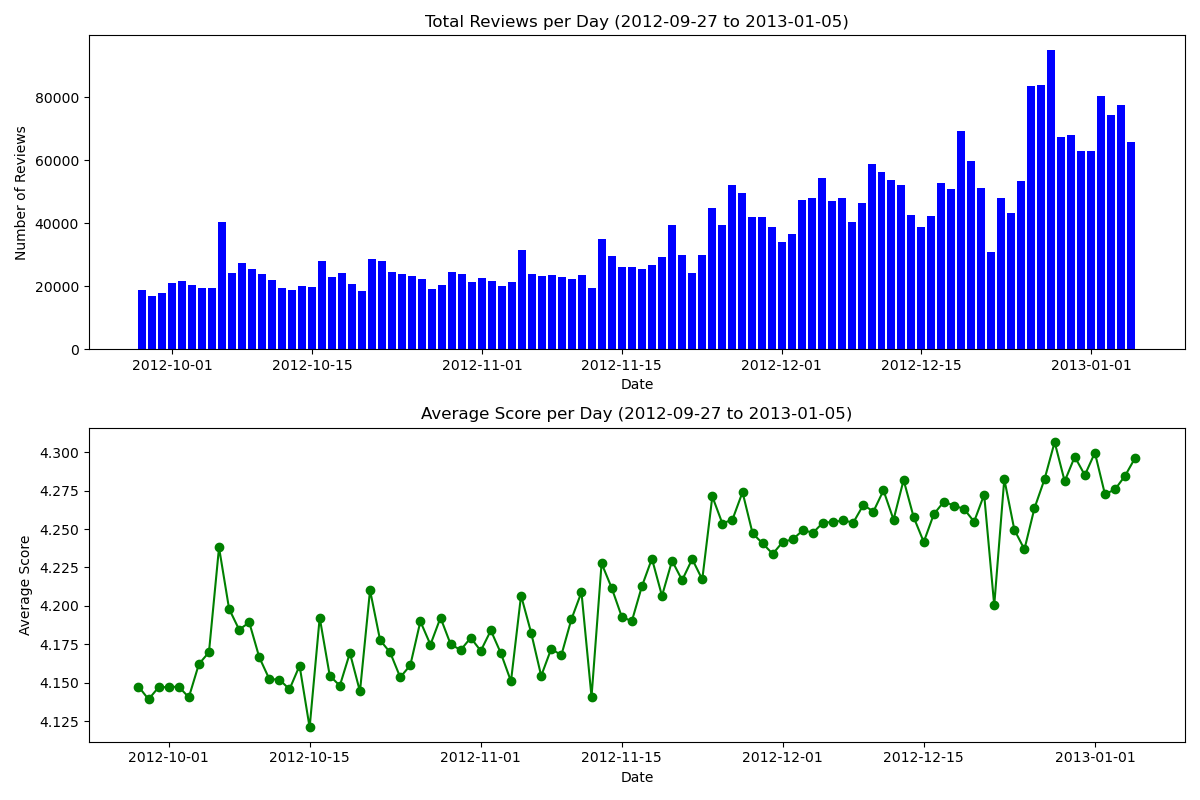 Total Reviews per Day (2012-09-27 to 2013-01-05)
Number of Reviews
80000
60000
40000
20000
0
2012-10-01 2012-10-15 2012-11-01 2012-11-15 2012-12-01 2012-12-15 2013-01-01
Date
Average Score per Day (2012-09-27 to 2013-01-05)
Average Score
4.300
4.275
4.250
4.225
4.200
4.175
4.150
4.125
2012-10-01 2012-10-15 2012-11-01 2012-11-15 2012-12-01 2012-12-15 2013-01-01
Date